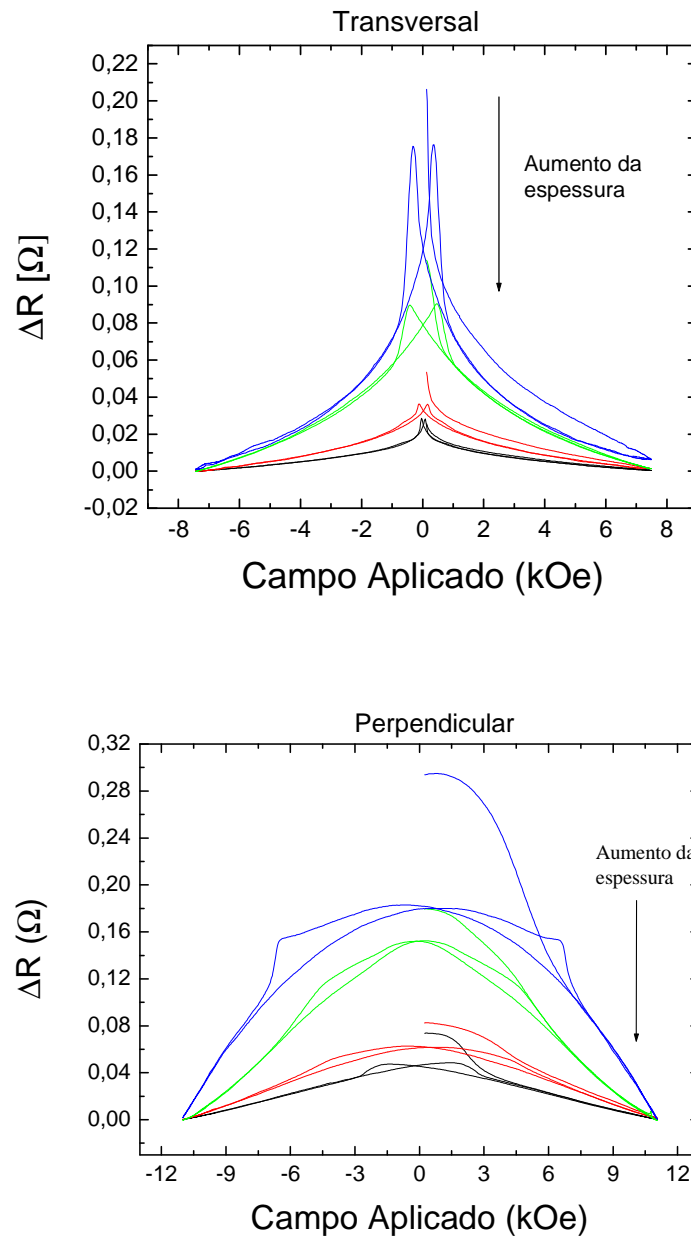 Transversal
0,22
0,20
0,18
0,16
0,14
0,12
0,10
0,08
0,06
0,04
0,02
0,00
-0,02
ΔR [Ω]
Aumento da
espessura
-8 -6 -4 -2 0 2 4 6 8
Campo Aplicado (kOe)
Perpendicular
0,32
0,28
0,24
0,20
0,16
0,12
0,08
0,04
0,00
ΔR (Ω)
Aumento da
espessura
-12 -9 -6 -3 0 3 6 9 12
Campo Aplicado (kOe)